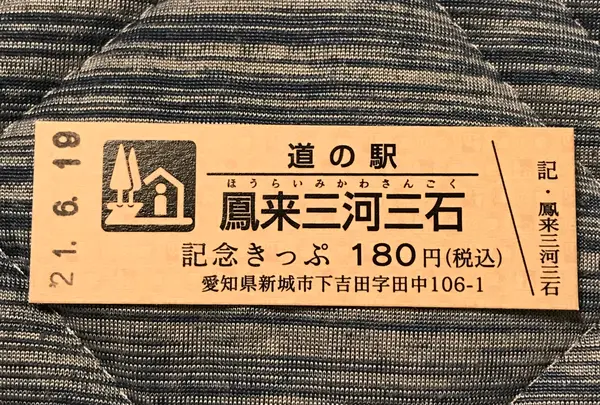 21.6.19
道の駅
ほうらいみかわさんごく
鳳来三河三石
記念きっぷ 180円(税込)
愛知県新城市下吉田字田中106-1
記・鳳来三河三石